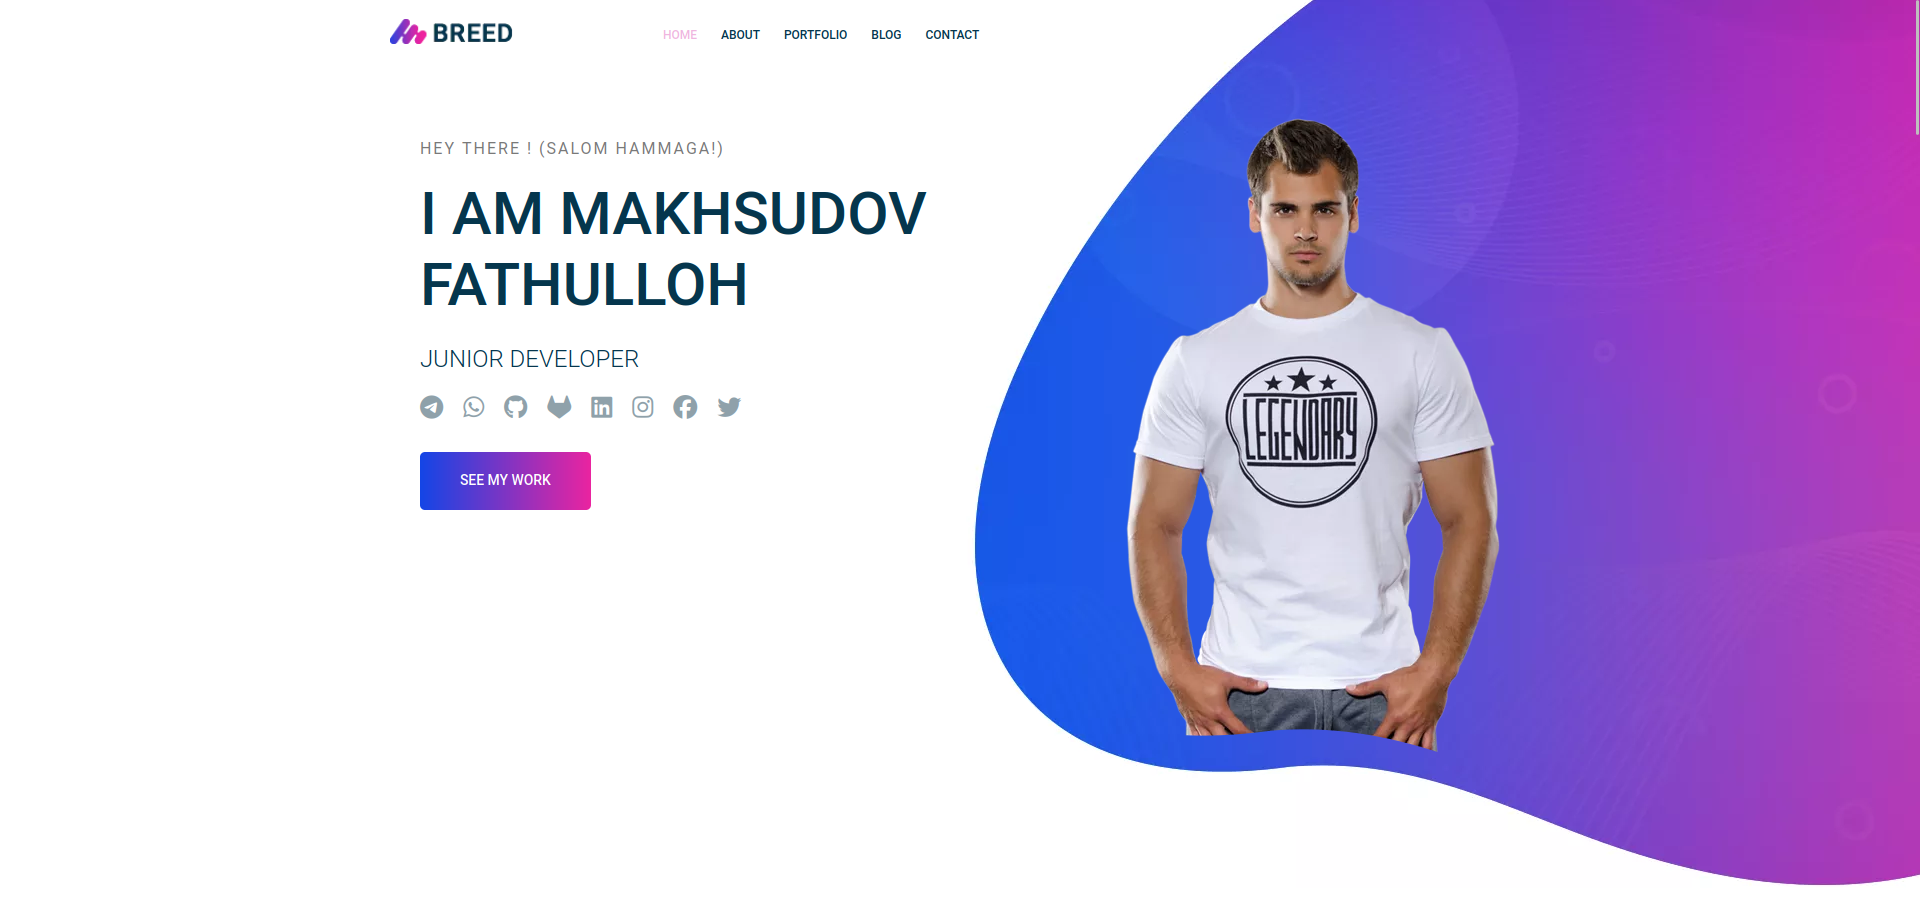 BREED
HOME ABOUT PORTFOLIO BLOG CONTACT
HEY THERE ! (SALOM HAMMAGA!)
I AM MAKHSUDOV
FATHULLOH
JUNIOR DEVELOPER
SEE MY WORK
LEGENDARY